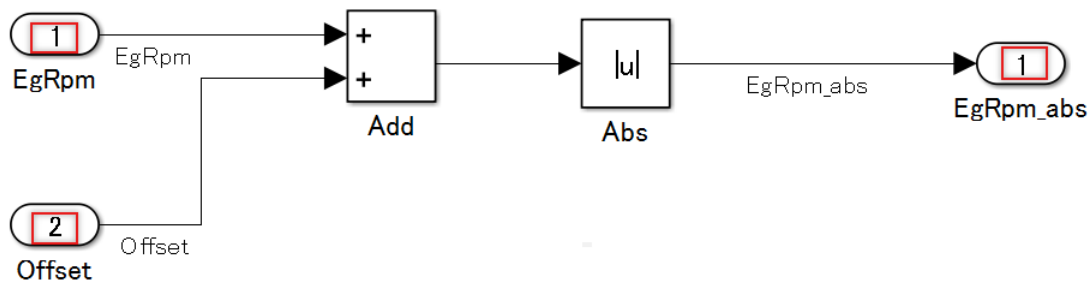 1
EgRpm
EgRpm
+
+
Add
|u|
Abs
EgRpm_abs
1
EgRpm_abs
2
Offset
Offset